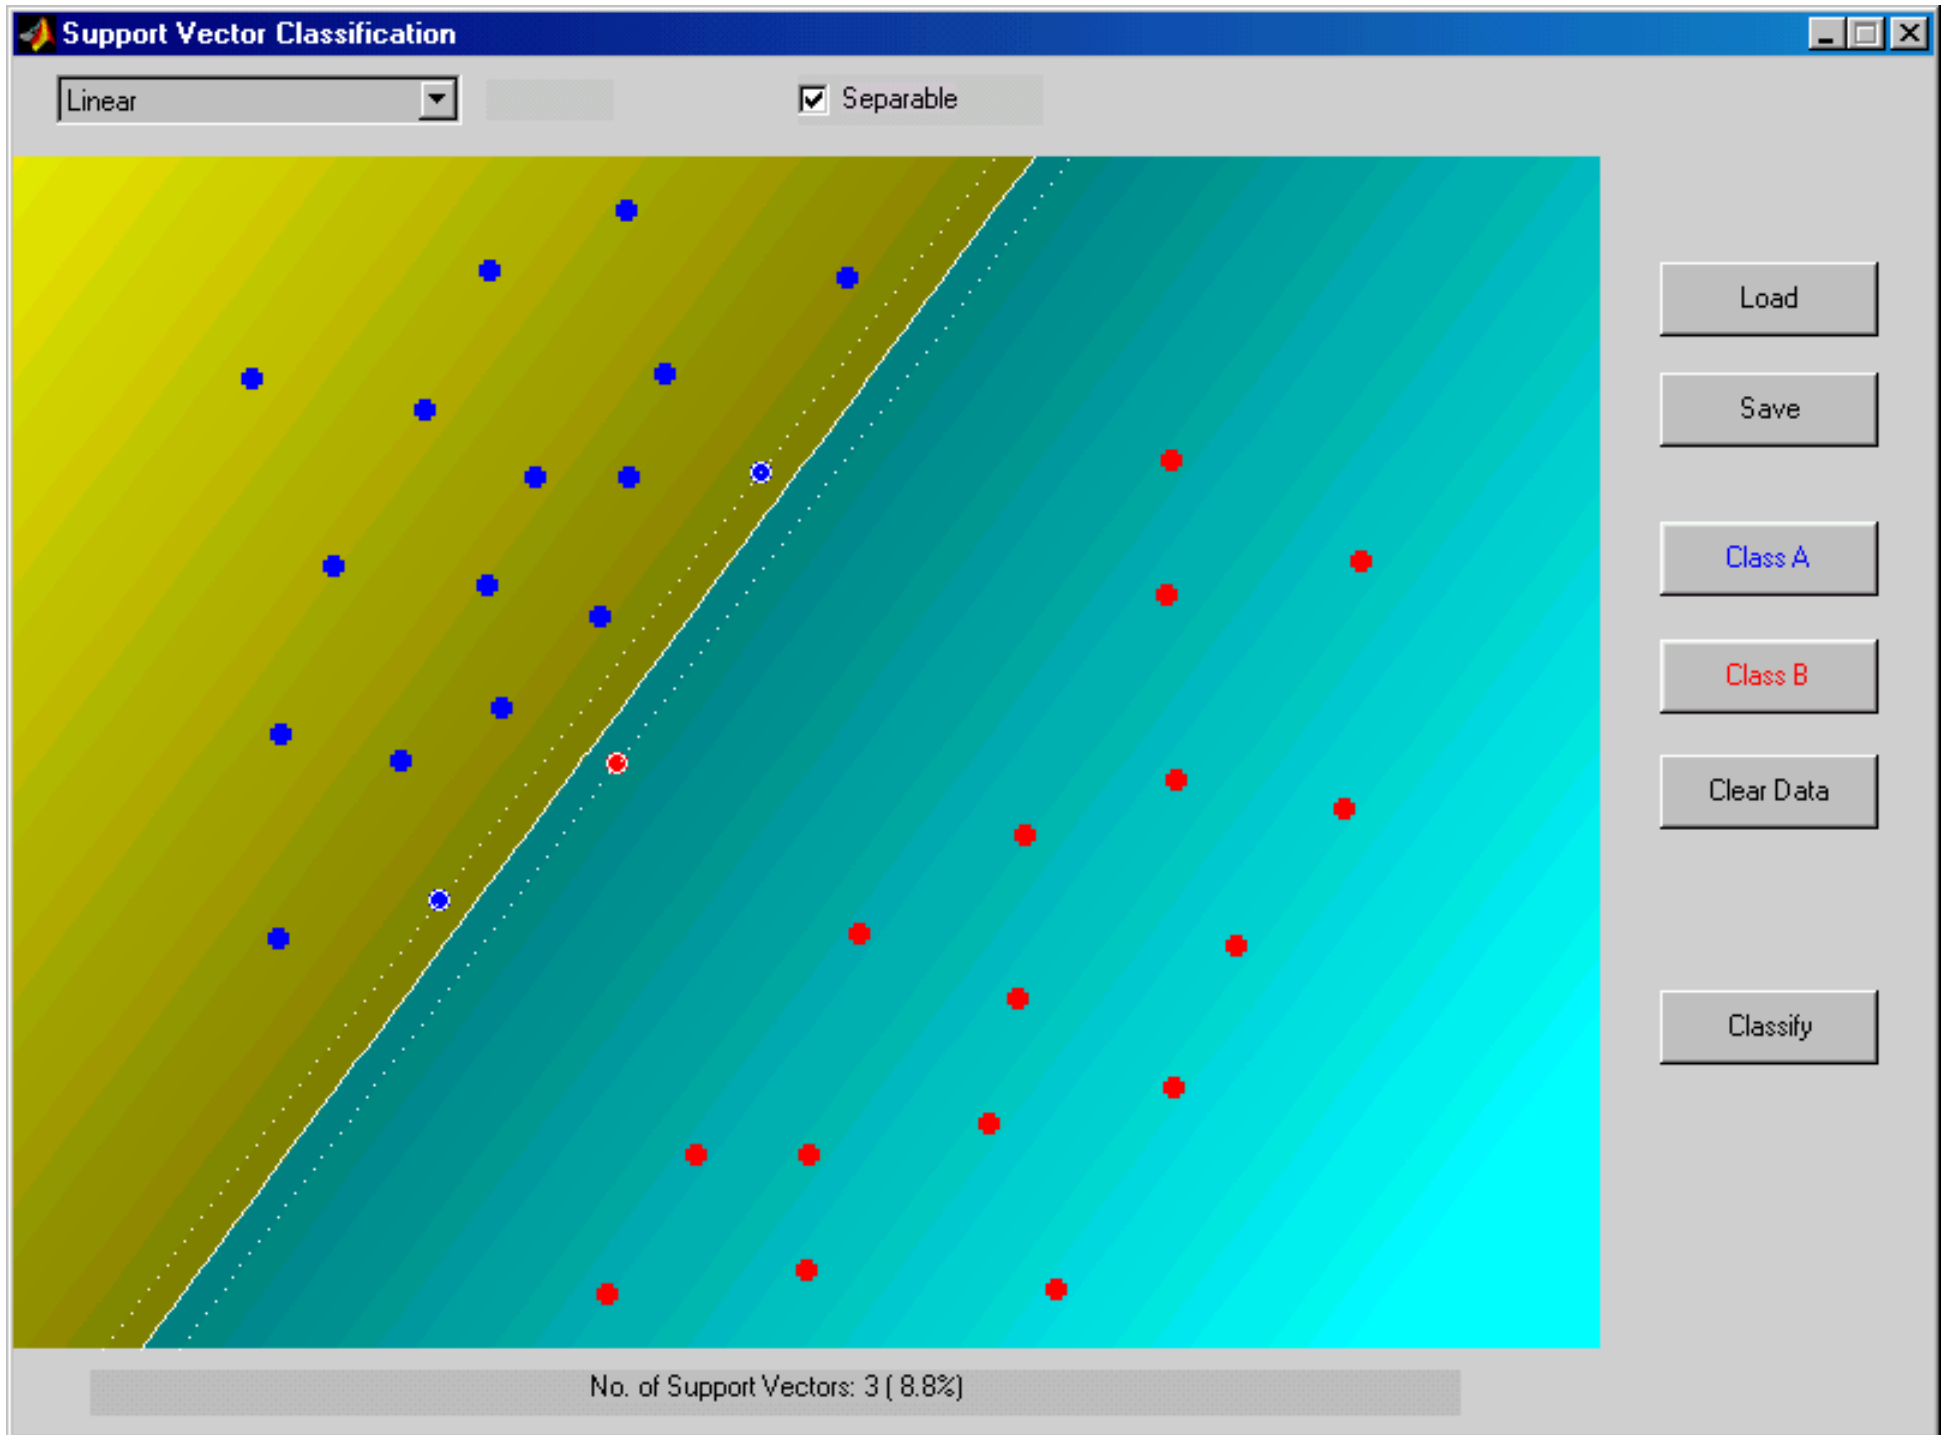 Support Vector Classification
Linear
Separable
Load
Save
Class A
Class B
Clear Data
Classify
No. of Support Vectors: 3 ( 8.8%)